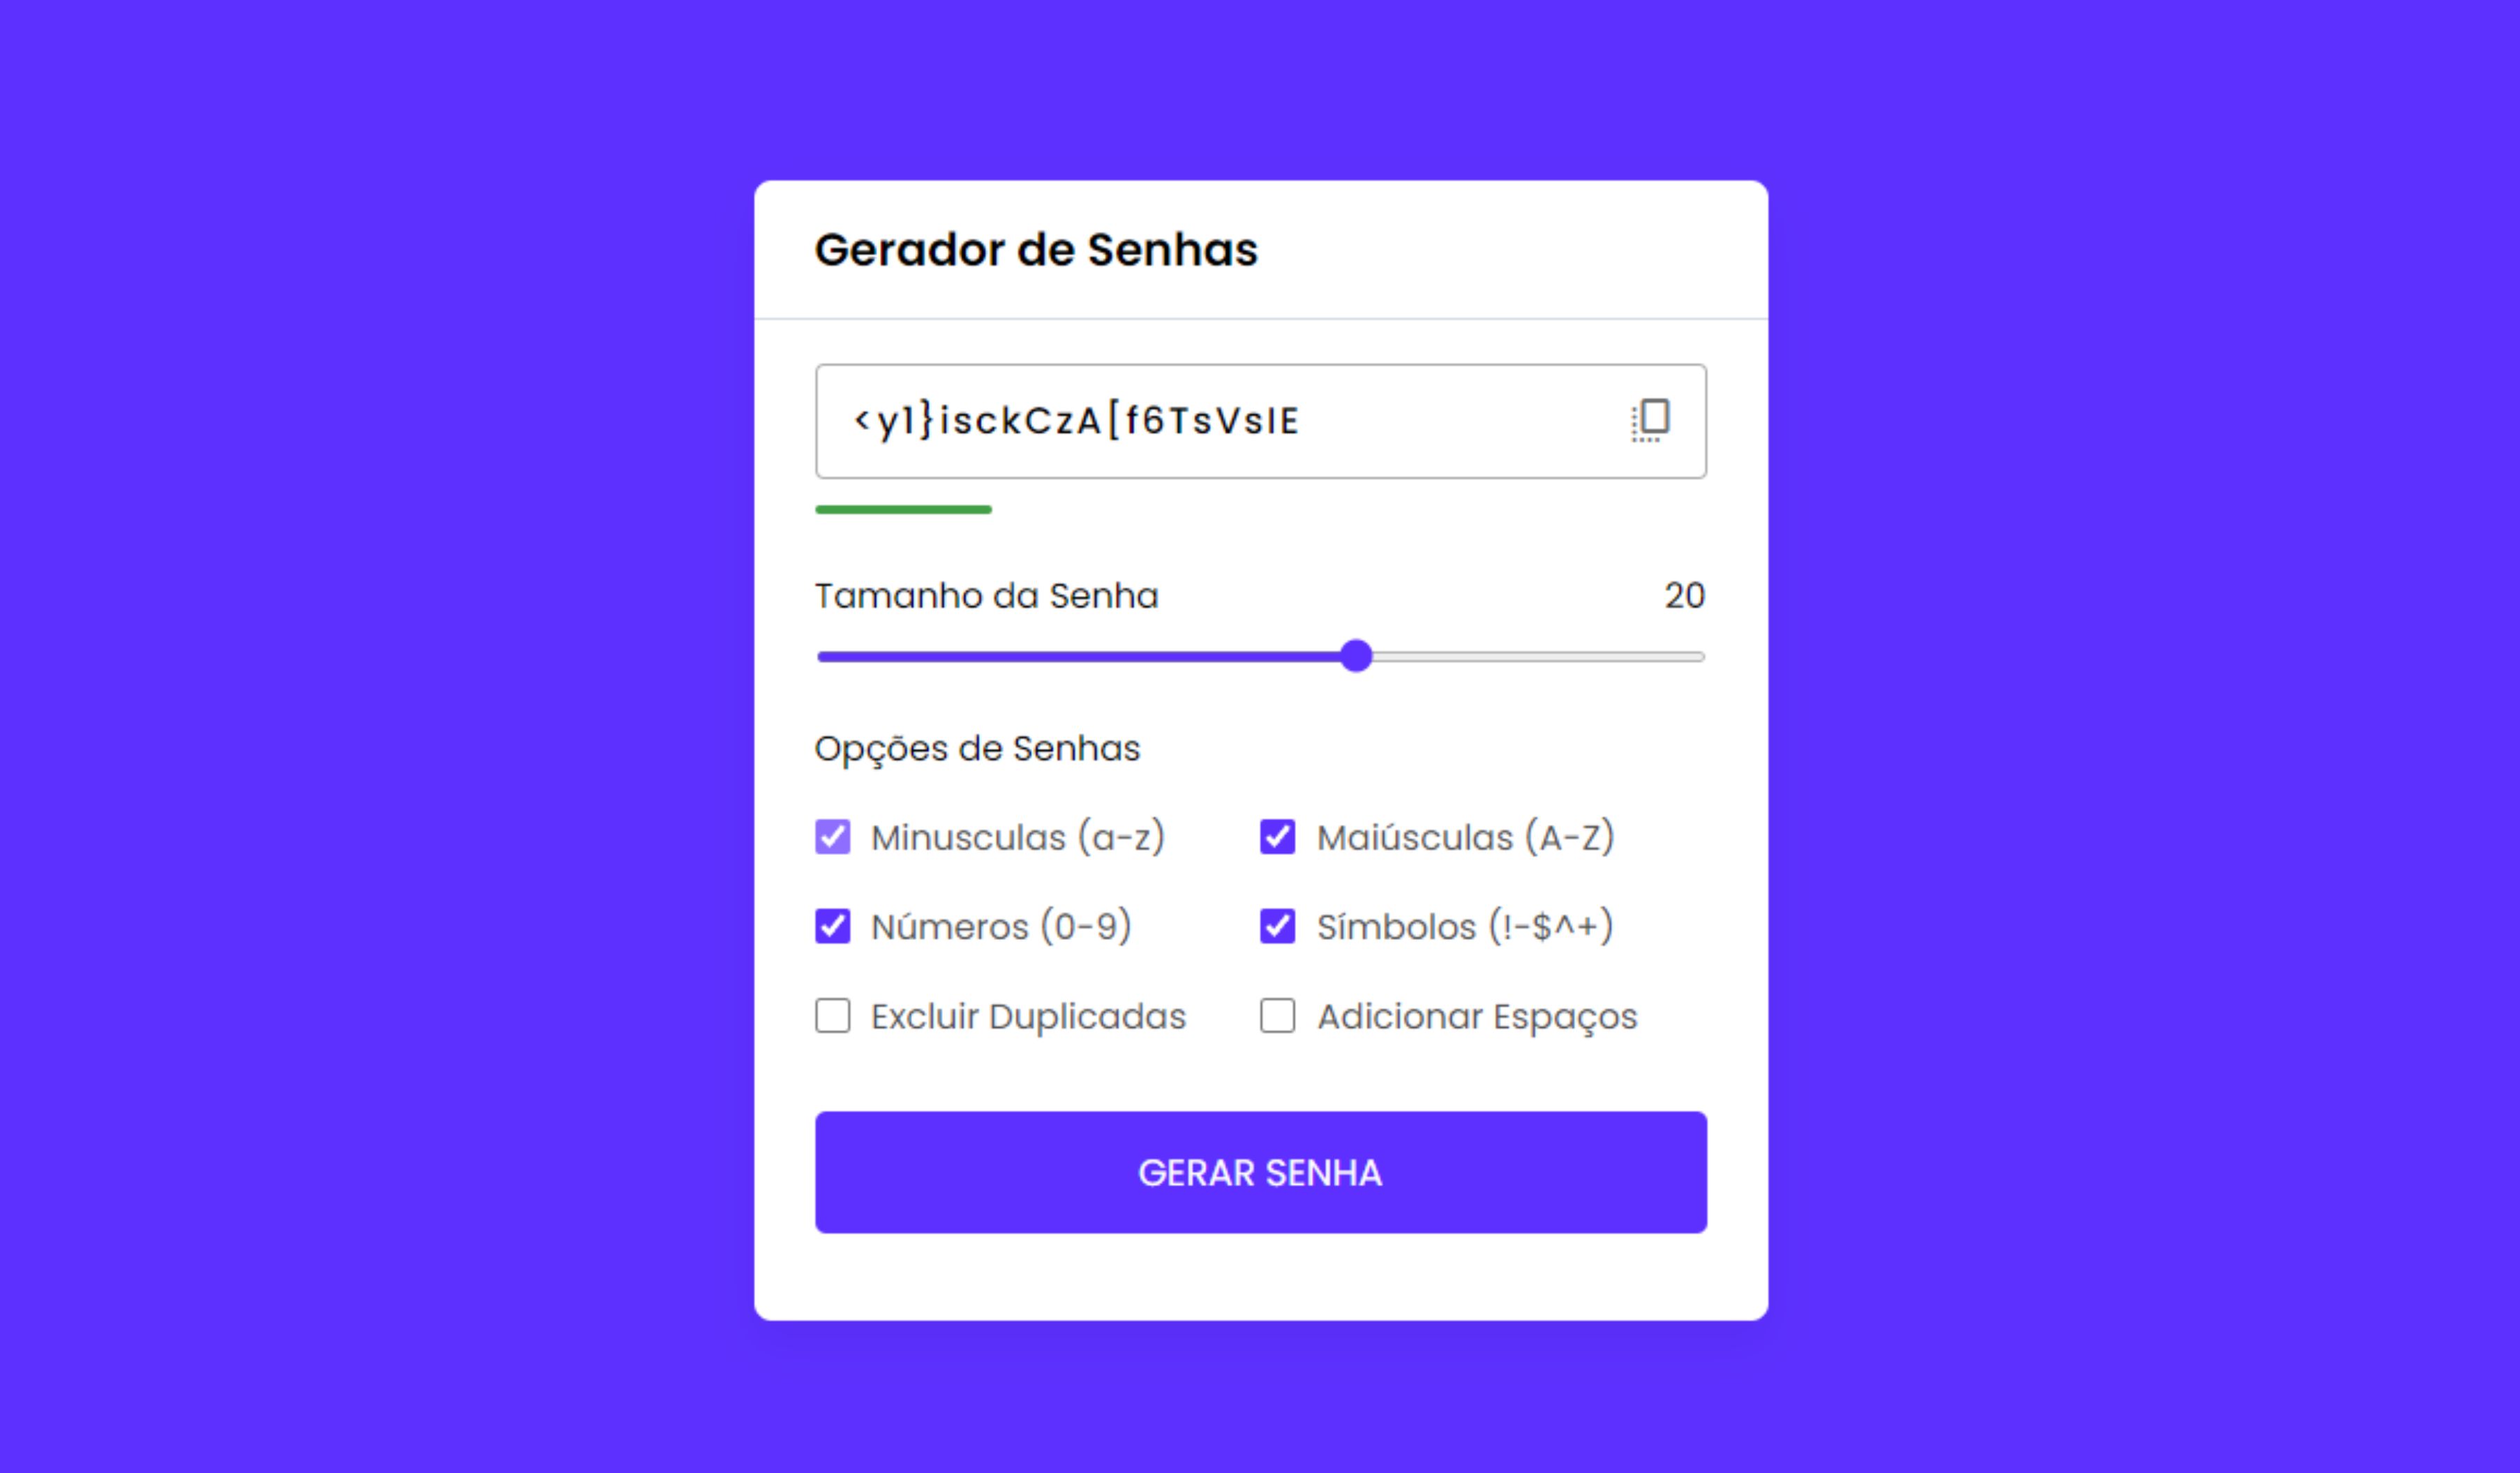 Gerador de Senhas
<y1}isckCzA[f6TsVsIE
Tamanho da Senha 20
Opções de Senhas
Minusculas (a-z) Maiúsculas (A-Z)
Números (0-9) Símbolos (!-$^+)
Excluir Duplicadas Adicionar Espaços
GERAR SENHA